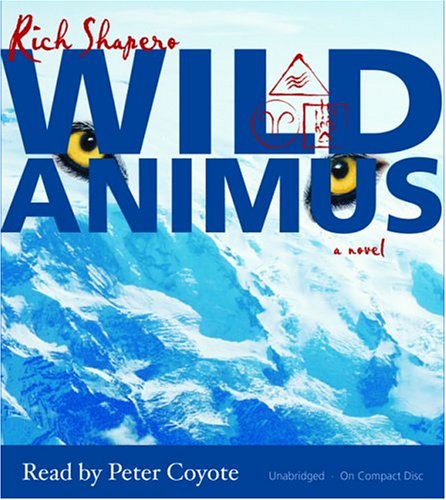 Rich Shapero
WILD
ANIMUS
a novel
Read by Peter Coyote
Unabridged · On Compact Disc